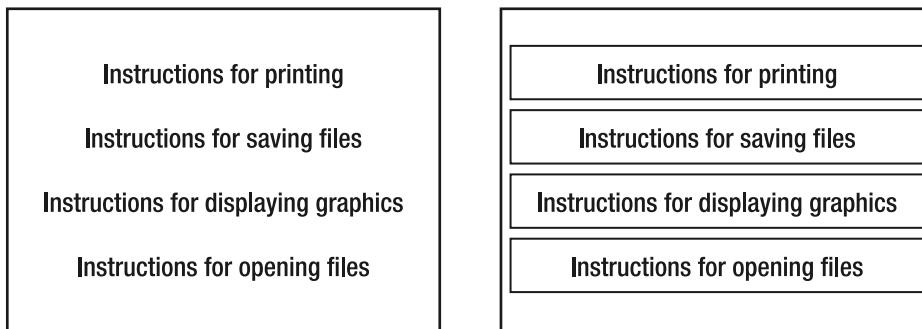 Instructions for printing
Instructions for saving files
Instructions for displaying graphics
Instructions for opening files
Instructions for printing
Instructions for saving files
Instructions for displaying graphics
Instructions for opening files